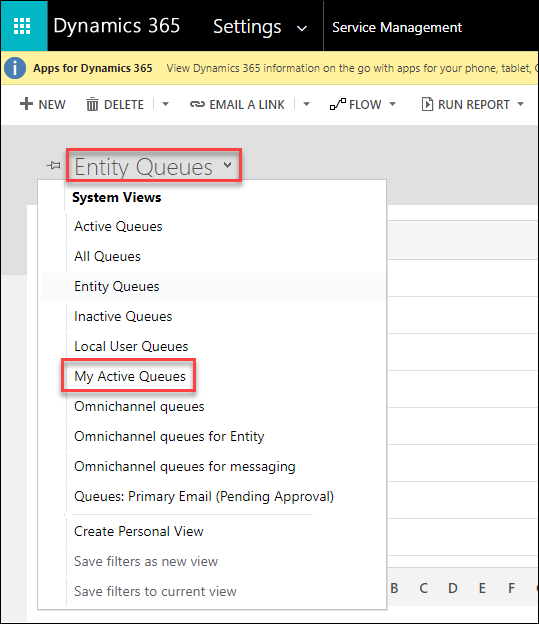 Dynamics 365 Settings Service Management
Apps for Dynamics 365 View Dynamics 365 information on the go with apps for your phone, tablet,
NEW DELETE EMAIL A LINK FLOW RUN REPORT
Entity Queues
System Views
Active Queues
All Queues
Entity Queues
Inactive Queues
Local User Queues
My Active Queues
Omnichannel queues
Omnichannel queues for Entity
Omnichannel queues for messaging
Queues: Primary Email (Pending Approval)
Create Personal View
Save filters as new view
Save filters to current view
B C D E F